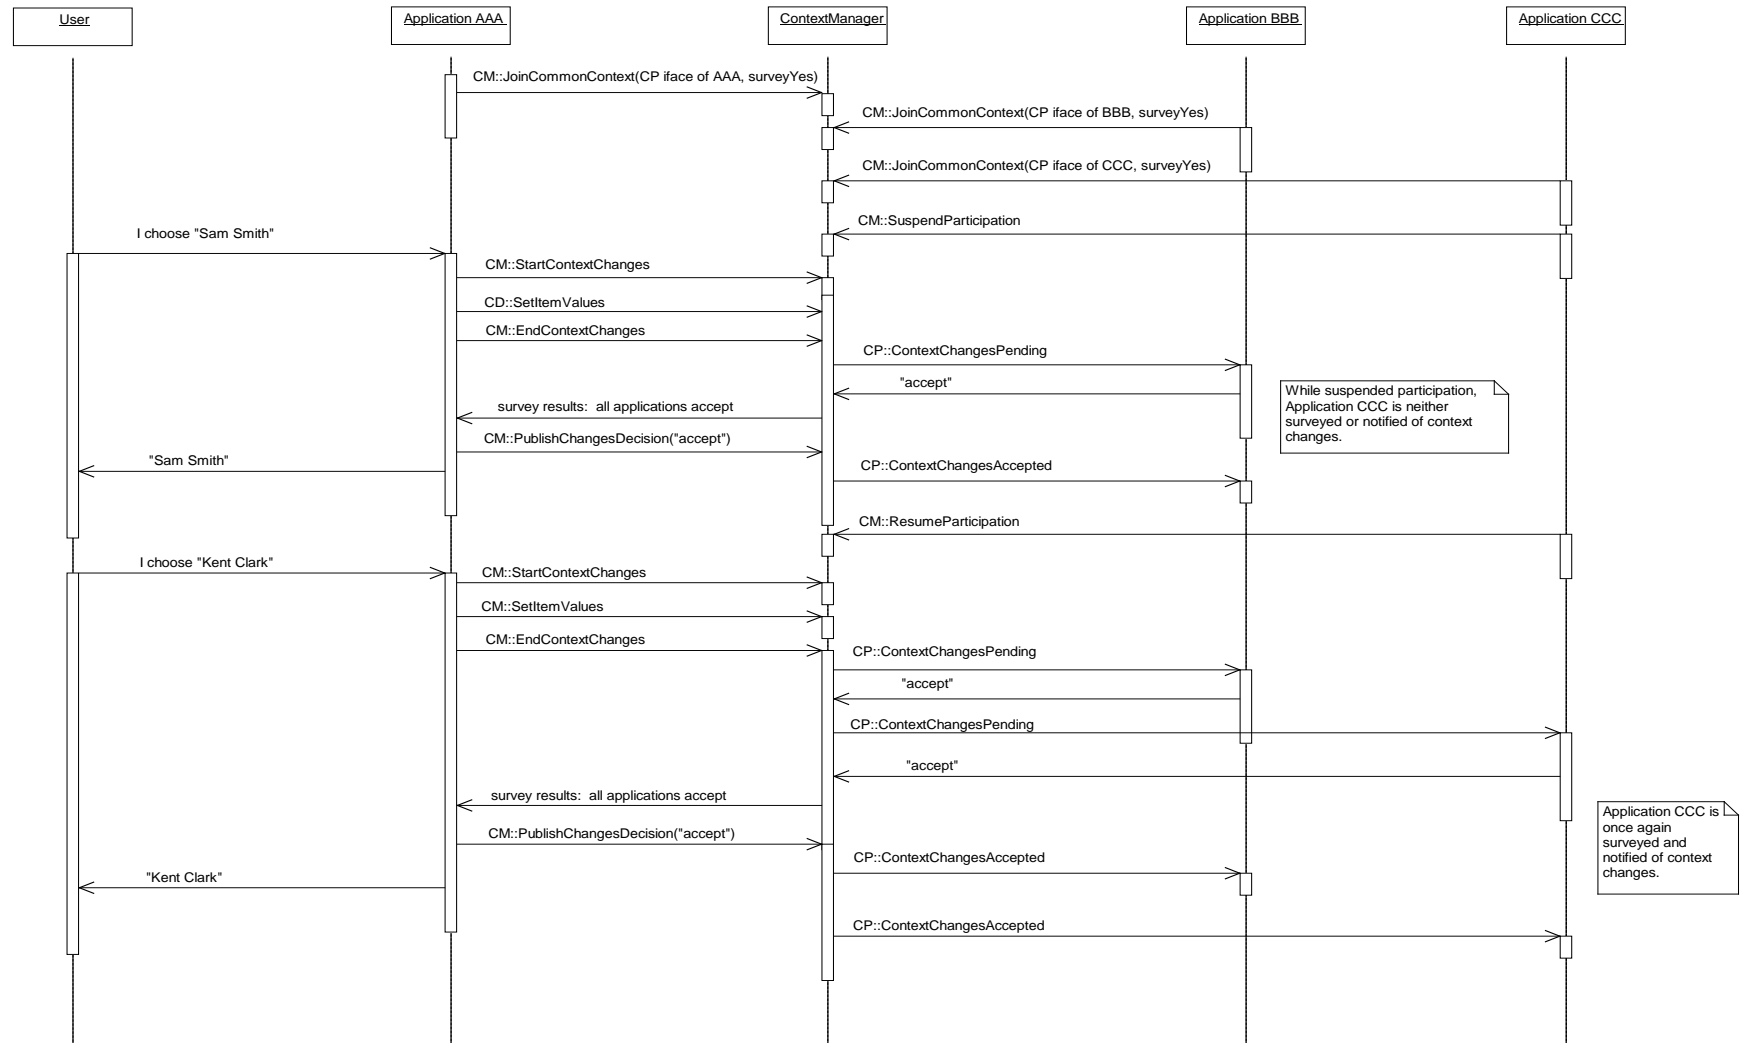 User
Application AAA
ContextManager
Application BBB
Application CCC
CM::JoinCommonContext(CP iface of AAA, surveyYes)
CM::JoinCommonContext(CP iface of BBB, surveyYes)
CM::JoinCommonContext(CP iface of CCC, surveyYes)
CM::SuspendParticipation
I choose "Sam Smith"
CM::StartContextChanges
CD::SetItemValues
CM::EndContextChanges
CP::ContextChangesPending
"accept"
While suspended participation,
Application CCC is neither
surveyed or notified of context
changes.
survey results:  all applications accept
CM::PublishChangesDecision("accept")
"Sam Smith"
CP::ContextChangesAccepted
CM::ResumeParticipation
I choose "Kent Clark"
CM::StartContextChanges
CM::SetItemValues
CM::EndContextChanges
CP::ContextChangesPending
"accept"
CP::ContextChangesPending
"accept"
survey results:  all applications accept
Application CCC is
once again
surveyed and
notified of context
changes.
CM::PublishChangesDecision("accept")
CP::ContextChangesAccepted
"Kent Clark"
CP::ContextChangesAccepted